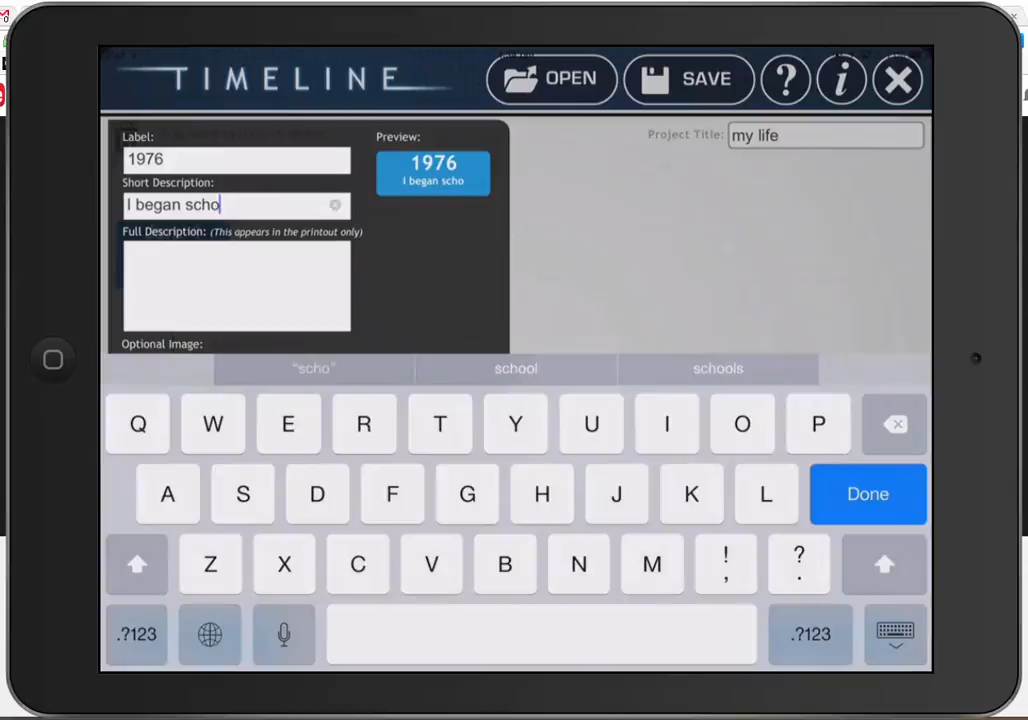 TIMELINE
OPEN
SAVE
?
i
Label:
1976
Short Description:
I began scho
Full Description: (This appears in the printout only)
Optional Image:
Preview:
1976
I began scho
Project Title:
my life
"scho"
school
schools
Q W E R T Y U I O P
A S D F G H J K L Done
Z X C V B N M ! , ? .
.?123 .?123